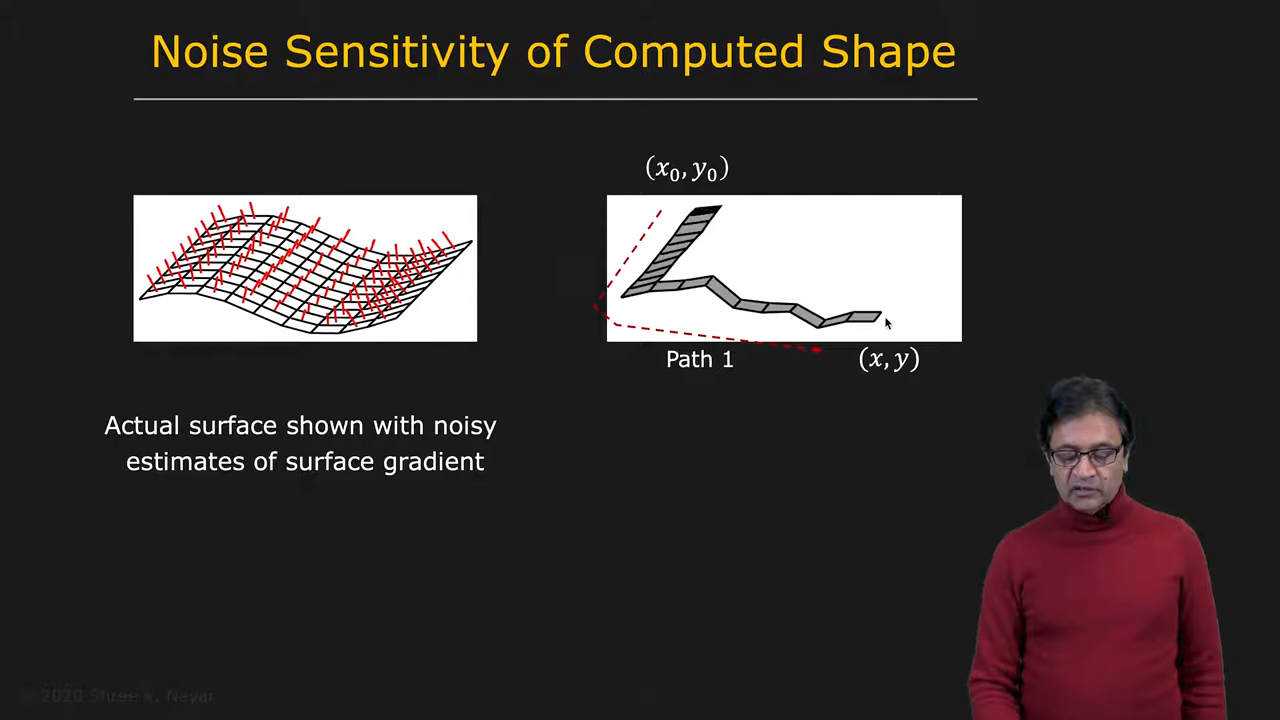 Noise Sensitivity of Computed Shape
(x₀, y₀)
Path 1
(x, y)
Actual surface shown with noisy
estimates of surface gradient
© 2020 Shree K. Nayar